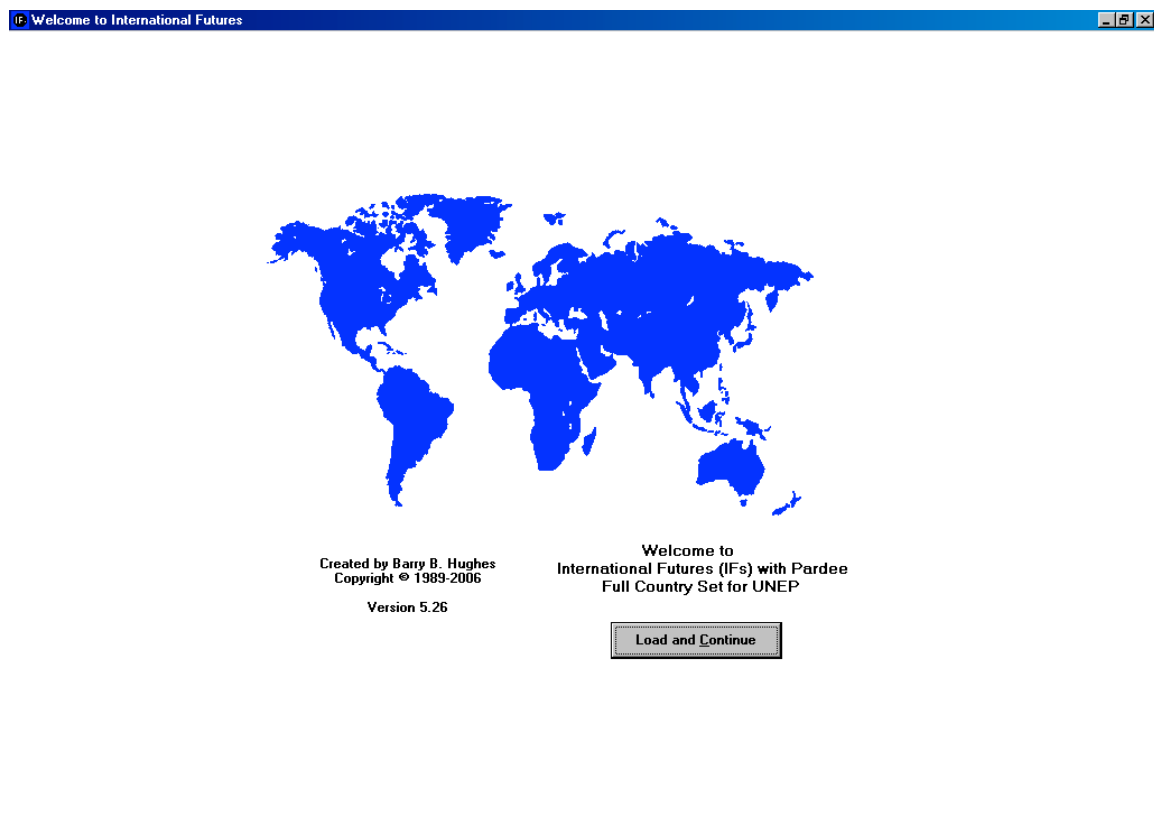 IFs Welcome to International Futures
Created by Barry B. Hughes
Copyright © 1989-2006
Version 5.26
Welcome to
International Futures (IFs) with Pardee
Full Country Set for UNEP
Load and Continue